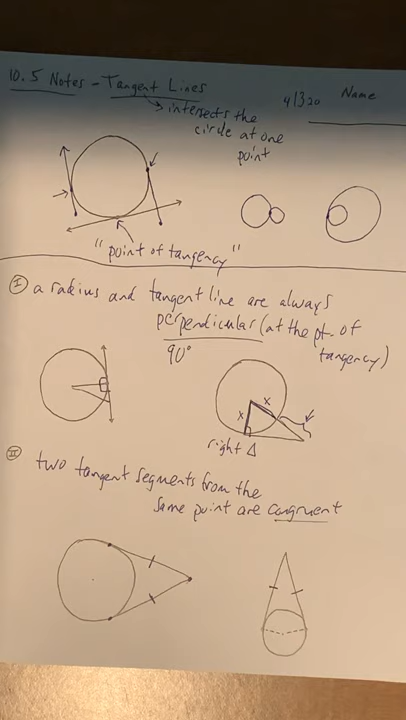 10.5 Notes - Tangent Lines
4/3/20 Name
intersects the
circle at one
point
"point of tangency"
I a radius and tangent line are always
perpendicular (at the pt. of
tangency)
90°
x
x
right Δ
II two tangent segments from the
same point are congruent